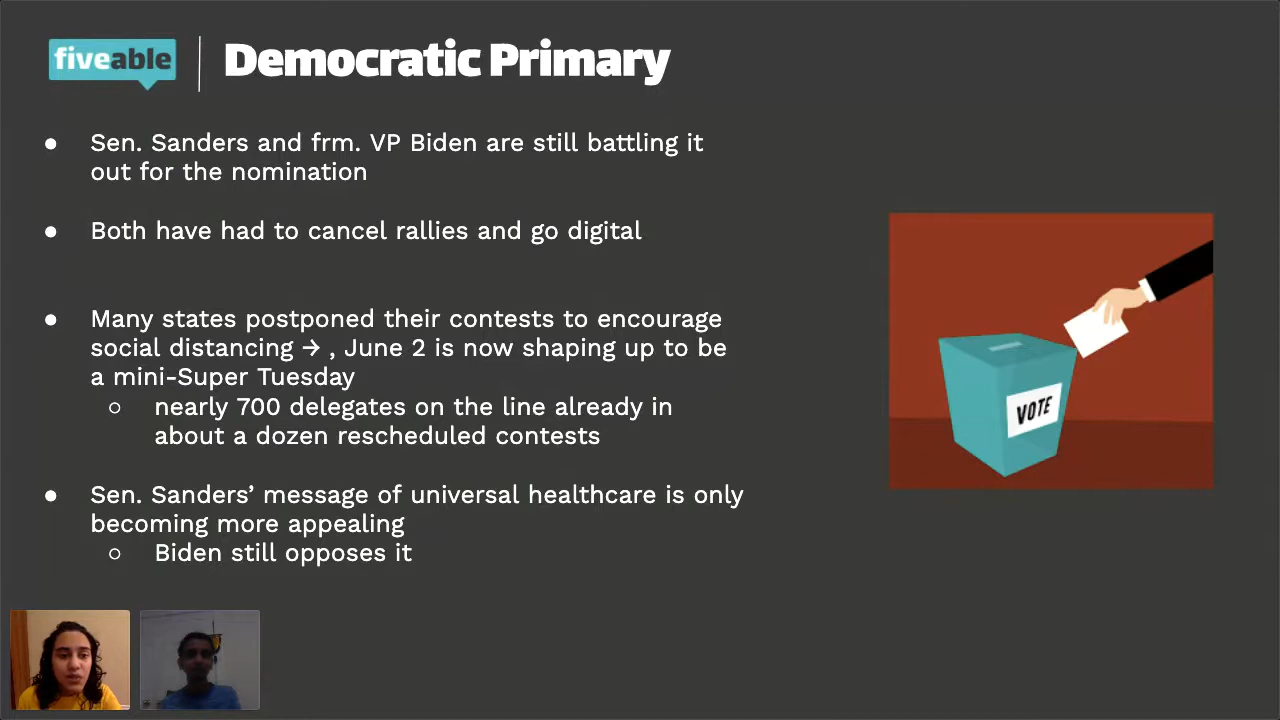 fiveable
Democratic Primary
● Sen. Sanders and frm. VP Biden are still battling it
out for the nomination
● Both have had to cancel rallies and go digital
● Many states postponed their contests to encourage
social distancing → , June 2 is now shaping up to be
a mini-Super Tuesday
○ nearly 700 delegates on the line already in
about a dozen rescheduled contests
● Sen. Sanders’ message of universal healthcare is only
becoming more appealing
○ Biden still opposes it
VOTE